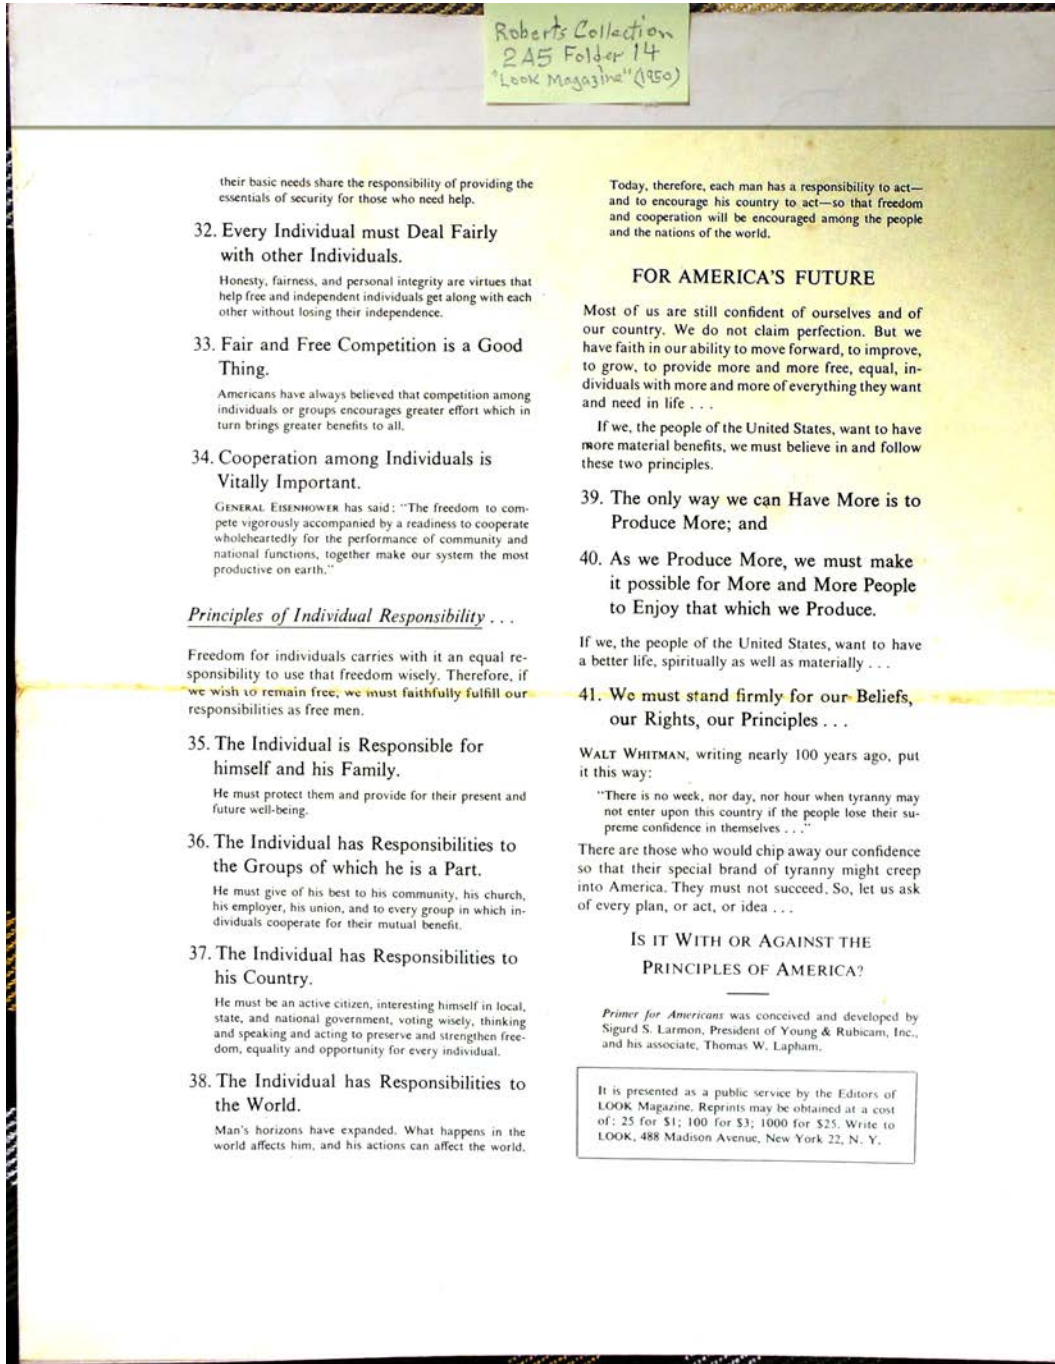 Roberts Collection
2A5 Folder 14
"Look Magazine" (1950)
their basic needs share the responsibility of providing the
essentials of security for those who need help.
32. Every Individual must Deal Fairly
with other Individuals.
Honesty, fairness, and personal integrity are virtues that
help free and independent individuals get along with each
other without losing their independence.
33. Fair and Free Competition is a Good
Thing.
Americans have always believed that competition among
individuals or groups encourages greater effort which in
turn brings greater benefits to all.
34. Cooperation among Individuals is
Vitally Important.
GENERAL EISENHOWER has said: "The freedom to com-
pete vigorously accompanied by a readiness to cooperate
wholeheartedly for the performance of community and
national functions, together make our system the most
productive on earth."
Principles of Individual Responsibility . . .
Freedom for individuals carries with it an equal re-
sponsibility to use that freedom wisely. Therefore, if
we wish to remain free, we must faithfully fulfill our
responsibilities as free men.
35. The Individual is Responsible for
himself and his Family.
He must protect them and provide for their present and
future well-being.
36. The Individual has Responsibilities to
the Groups of which he is a Part.
He must give of his best to his community, his church,
his employer, his union, and to every group in which in-
dividuals cooperate for their mutual benefit.
37. The Individual has Responsibilities to
his Country.
He must be an active citizen, interesting himself in local,
state, and national government, voting wisely, thinking
and speaking and acting to preserve and strengthen free-
dom, equality and opportunity for every individual.
38. The Individual has Responsibilities to
the World.
Man's horizons have expanded. What happens in the
world affects him, and his actions can affect the world.
Today, therefore, each man has a responsibility to act—
and to encourage his country to act—so that freedom
and cooperation will be encouraged among the people
and the nations of the world.
FOR AMERICA'S FUTURE
Most of us are still confident of ourselves and of
our country. We do not claim perfection. But we
have faith in our ability to move forward, to improve,
to grow, to provide more and more free, equal, in-
dividuals with more and more of everything they want
and need in life . . .
If we, the people of the United States, want to have
more material benefits, we must believe in and follow
these two principles.
39. The only way we can Have More is to
Produce More; and
40. As we Produce More, we must make
it possible for More and More People
to Enjoy that which we Produce.
If we, the people of the United States, want to have
a better life, spiritually as well as materially . . .
41. We must stand firmly for our Beliefs,
our Rights, our Principles . . .
WALT WHITMAN, writing nearly 100 years ago, put
it this way:
"There is no week, nor day, nor hour when tyranny may
not enter upon this country if the people lose their su-
preme confidence in themselves . . ."
There are those who would chip away our confidence
so that their special brand of tyranny might creep
into America. They must not succeed. So, let us ask
of every plan, or act, or idea . . .
IS IT WITH OR AGAINST THE
PRINCIPLES OF AMERICA?
Primer for Americans was conceived and developed by
Sigurd S. Larmon, President of Young & Rubicam, Inc.,
and his associate, Thomas W. Lapham.
It is presented as a public service by the Editors of
LOOK Magazine. Reprints may be obtained at a cost
of: 25 for $1; 100 for $3; 1000 for $25. Write to
LOOK, 488 Madison Avenue, New York 22, N. Y.